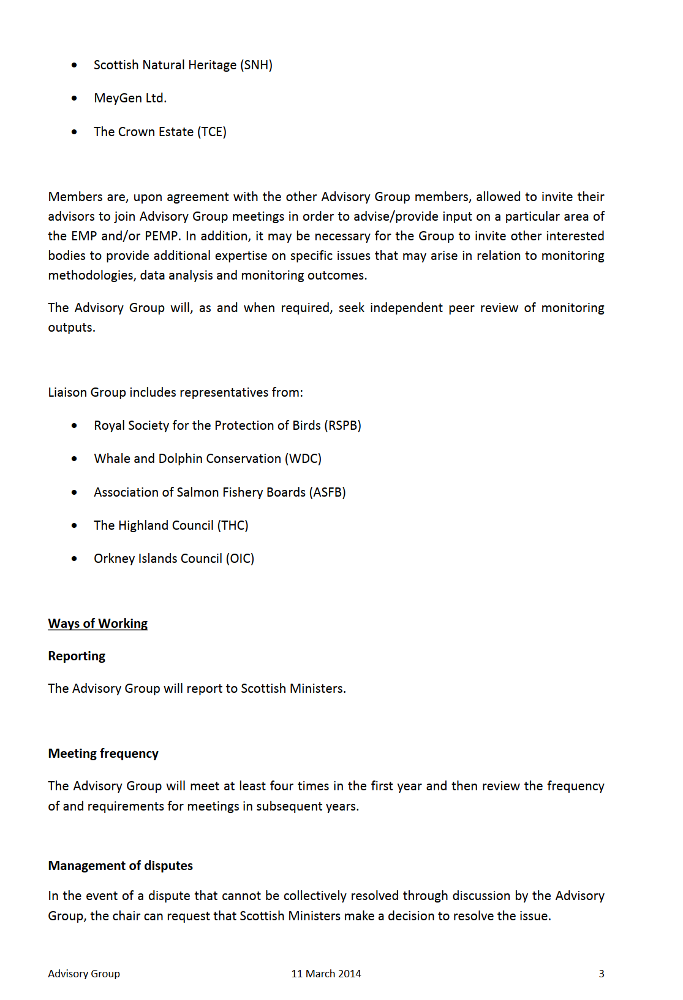 • Scottish Natural Heritage (SNH)
• MeyGen Ltd.
• The Crown Estate (TCE)
Members are, upon agreement with the other Advisory Group members, allowed to invite their
advisors to join Advisory Group meetings in order to advise/provide input on a particular area of
the EMP and/or PEMP. In addition, it may be necessary for the Group to invite other interested
bodies to provide additional expertise on specific issues that may arise in relation to monitoring
methodologies, data analysis and monitoring outcomes.
The Advisory Group will, as and when required, seek independent peer review of monitoring
outputs.
Liaison Group includes representatives from:
• Royal Society for the Protection of Birds (RSPB)
• Whale and Dolphin Conservation (WDC)
• Association of Salmon Fishery Boards (ASFB)
• The Highland Council (THC)
• Orkney Islands Council (OIC)
Ways of Working
Reporting
The Advisory Group will report to Scottish Ministers.
Meeting frequency
The Advisory Group will meet at least four times in the first year and then review the frequency
of and requirements for meetings in subsequent years.
Management of disputes
In the event of a dispute that cannot be collectively resolved through discussion by the Advisory
Group, the chair can request that Scottish Ministers make a decision to resolve the issue.
Advisory Group 11 March 2014 3